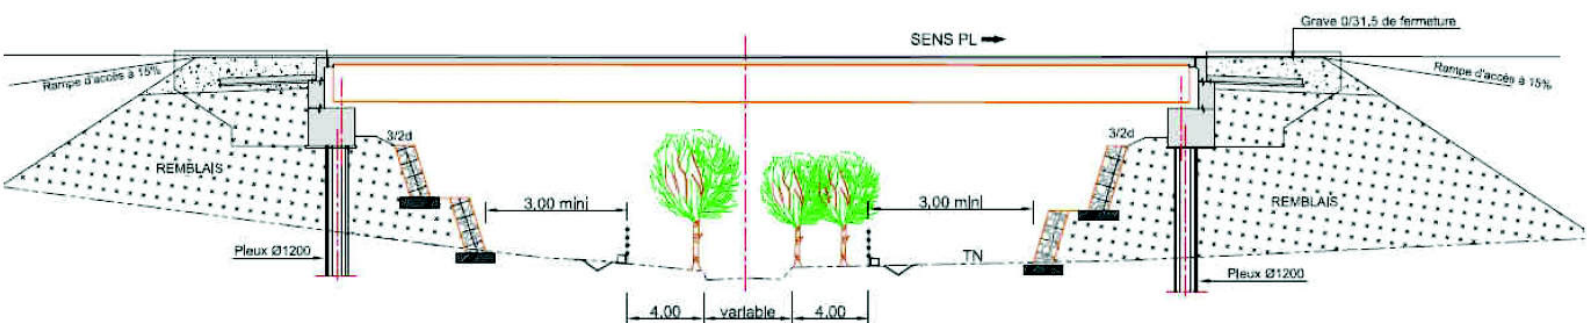 Grave 0/31,5 de fermeture
SENS PL
Rampe d'accès à 15%
Rampe d'accès à 15%
3/2d
3/2d
REMBLAIS
REMBLAIS
3,00 mini
3,00 mini
Pieux Ø1200
TN
Pieux Ø1200
4.00
variable
4.00